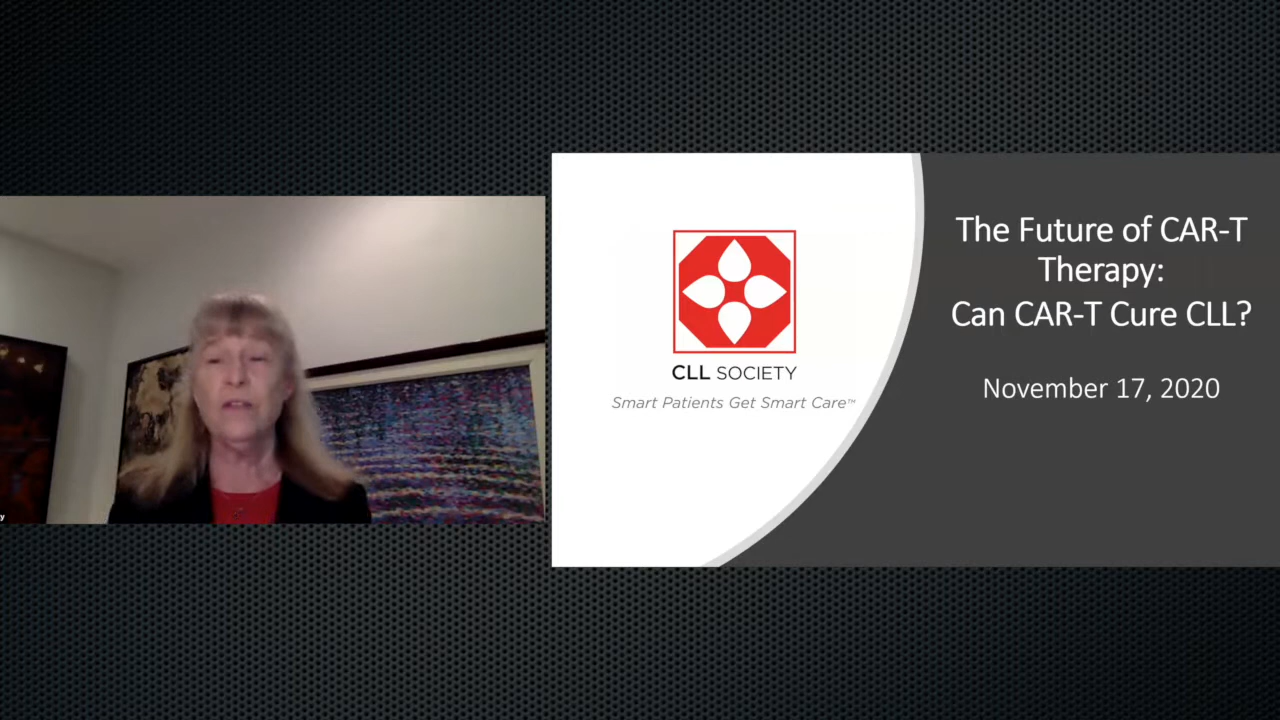 The Future of CAR-T
Therapy:
Can CAR-T Cure CLL?
November 17, 2020
CLL SOCIETY
Smart Patients Get Smart Care™